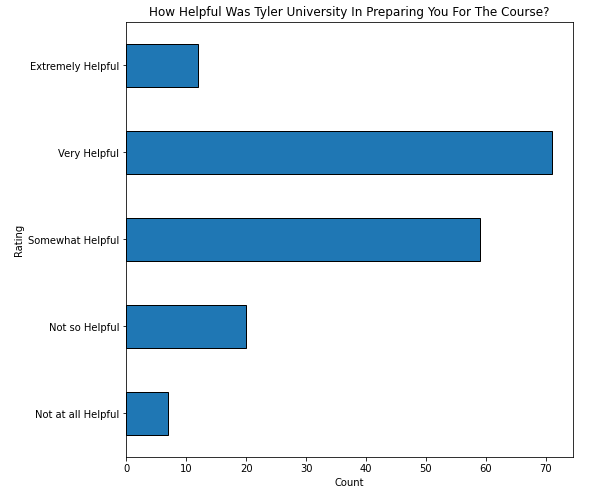 How Helpful Was Tyler University In Preparing You For The Course?
Extremely Helpful
Very Helpful
Somewhat Helpful
Not so Helpful
Not at all Helpful
Rating
0 10 20 30 40 50 60 70
Count